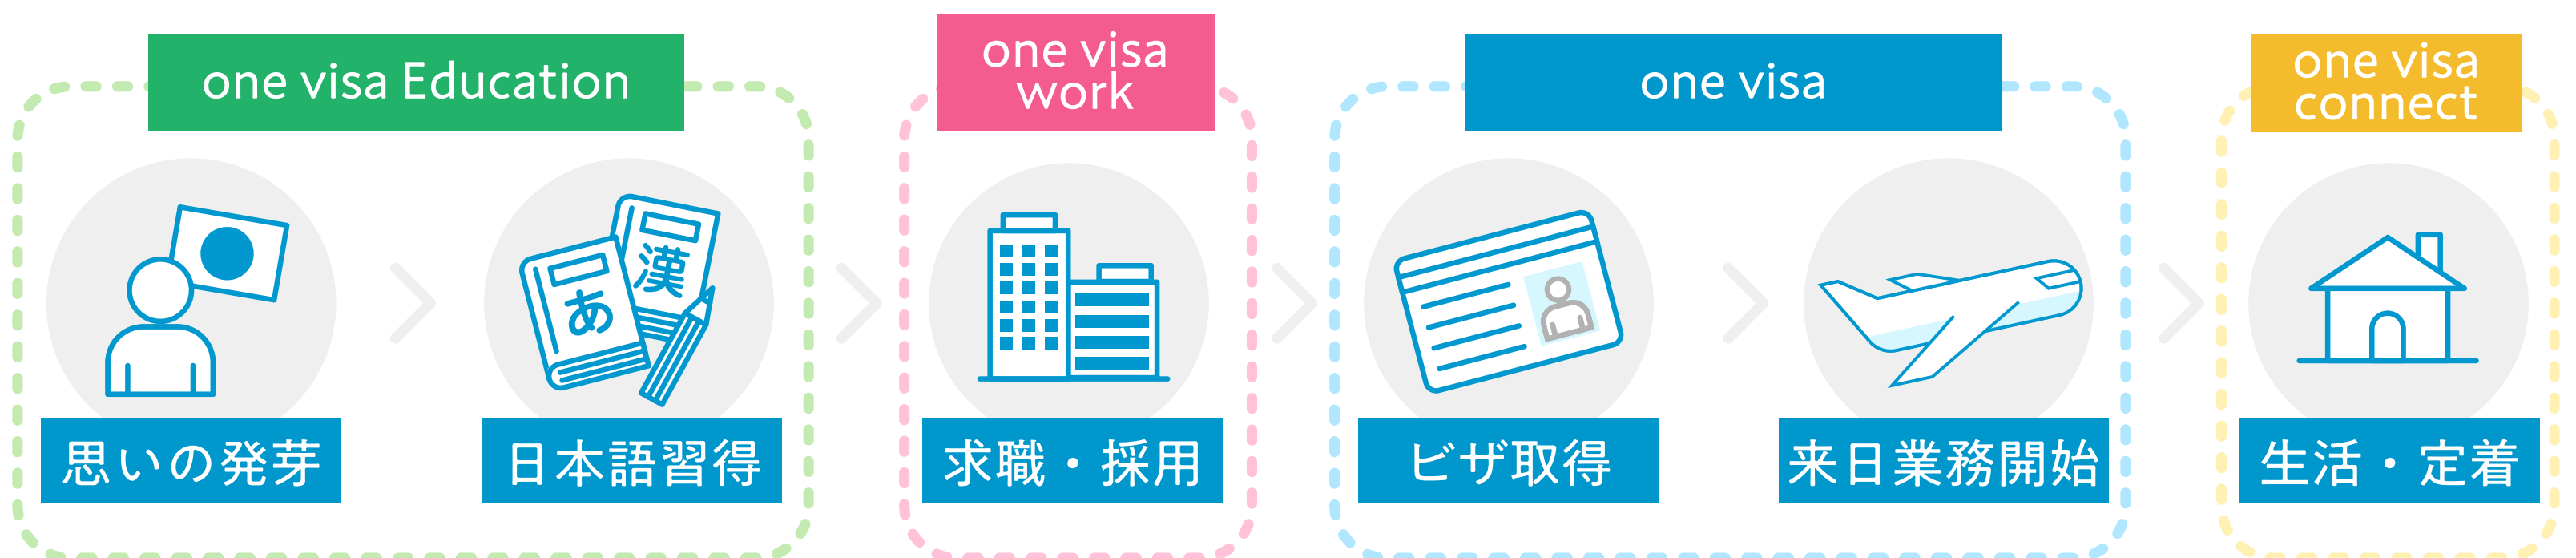 one visa Education
one visa
work
one visa
one visa
connect
漢
あ
思いの発芽
日本語習得
求職・採用
ビザ取得
来日業務開始
生活・定着